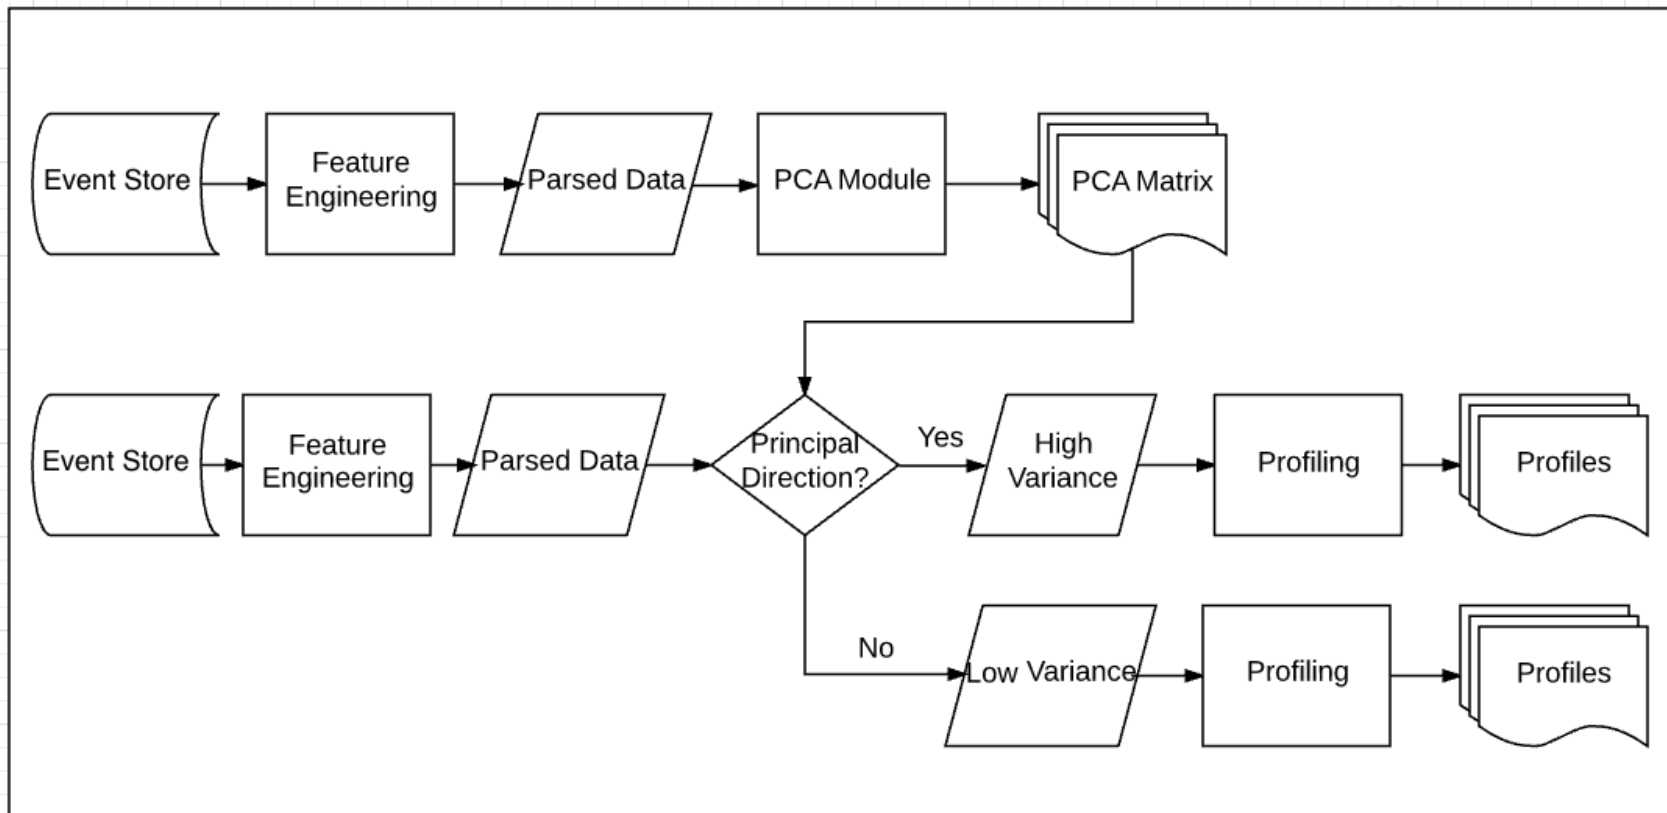 Event Store
Feature
Engineering
Parsed Data
PCA Module
PCA Matrix
Event Store
Feature
Engineering
Parsed Data
Principal
Direction?
Yes
High
Variance
Profiling
Profiles
No
Low Variance
Profiling
Profiles